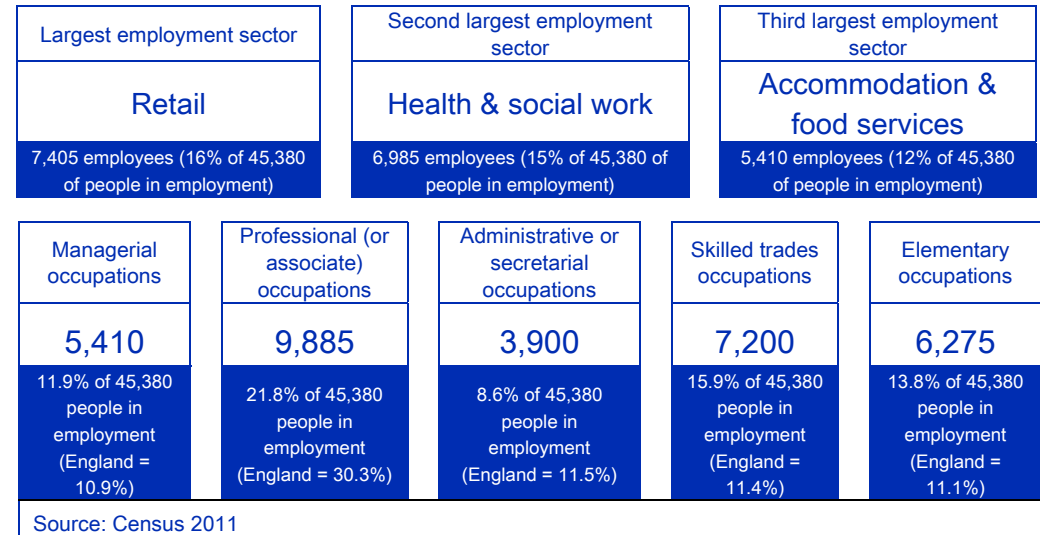 Largest employment sector
Retail
7,405 employees (16% of 45,380
of people in employment)
Second largest employment
sector
Health & social work
6,985 employees (15% of 45,380 of
people in employment)
Third largest employment
sector
Accommodation &
food services
5,410 employees (12% of 45,380
of people in employment)
Managerial
occupations
5,410
11.9% of 45,380
people in
employment
(England =
10.9%)
Professional (or
associate)
occupations
9,885
21.8% of 45,380
people in
employment
(England = 30.3%)
Administrative or
secretarial
occupations
3,900
8.6% of 45,380
people in
employment
(England = 11.5%)
Skilled trades
occupations
7,200
15.9% of 45,380
people in
employment
(England =
11.4%)
Elementary
occupations
6,275
13.8% of 45,380
people in
employment
(England =
11.1%)
Source: Census 2011